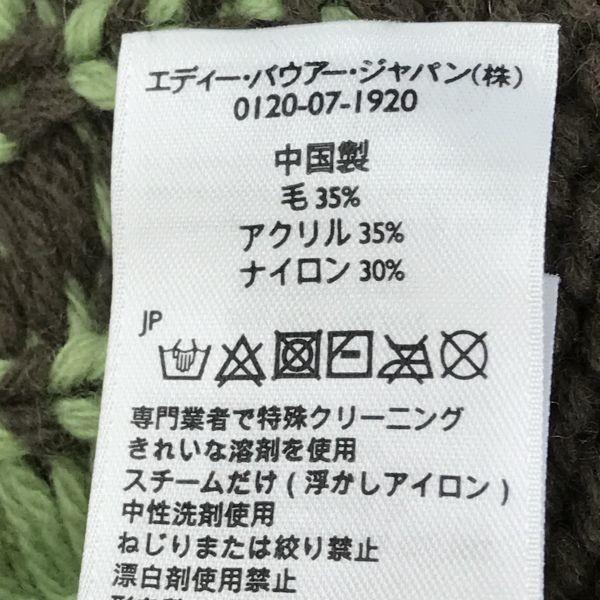 エディー・バウアー・ジャパン(株)
0120-07-1920
中国製
毛 35%
アクリル 35%
ナイロン 30%
JP
専門業者で特殊クリーニング
きれいな溶剤を使用
スチームだけ ( 浮かしアイロン )
中性洗剤使用
ねじりまたは絞り禁止
漂白剤使用禁止